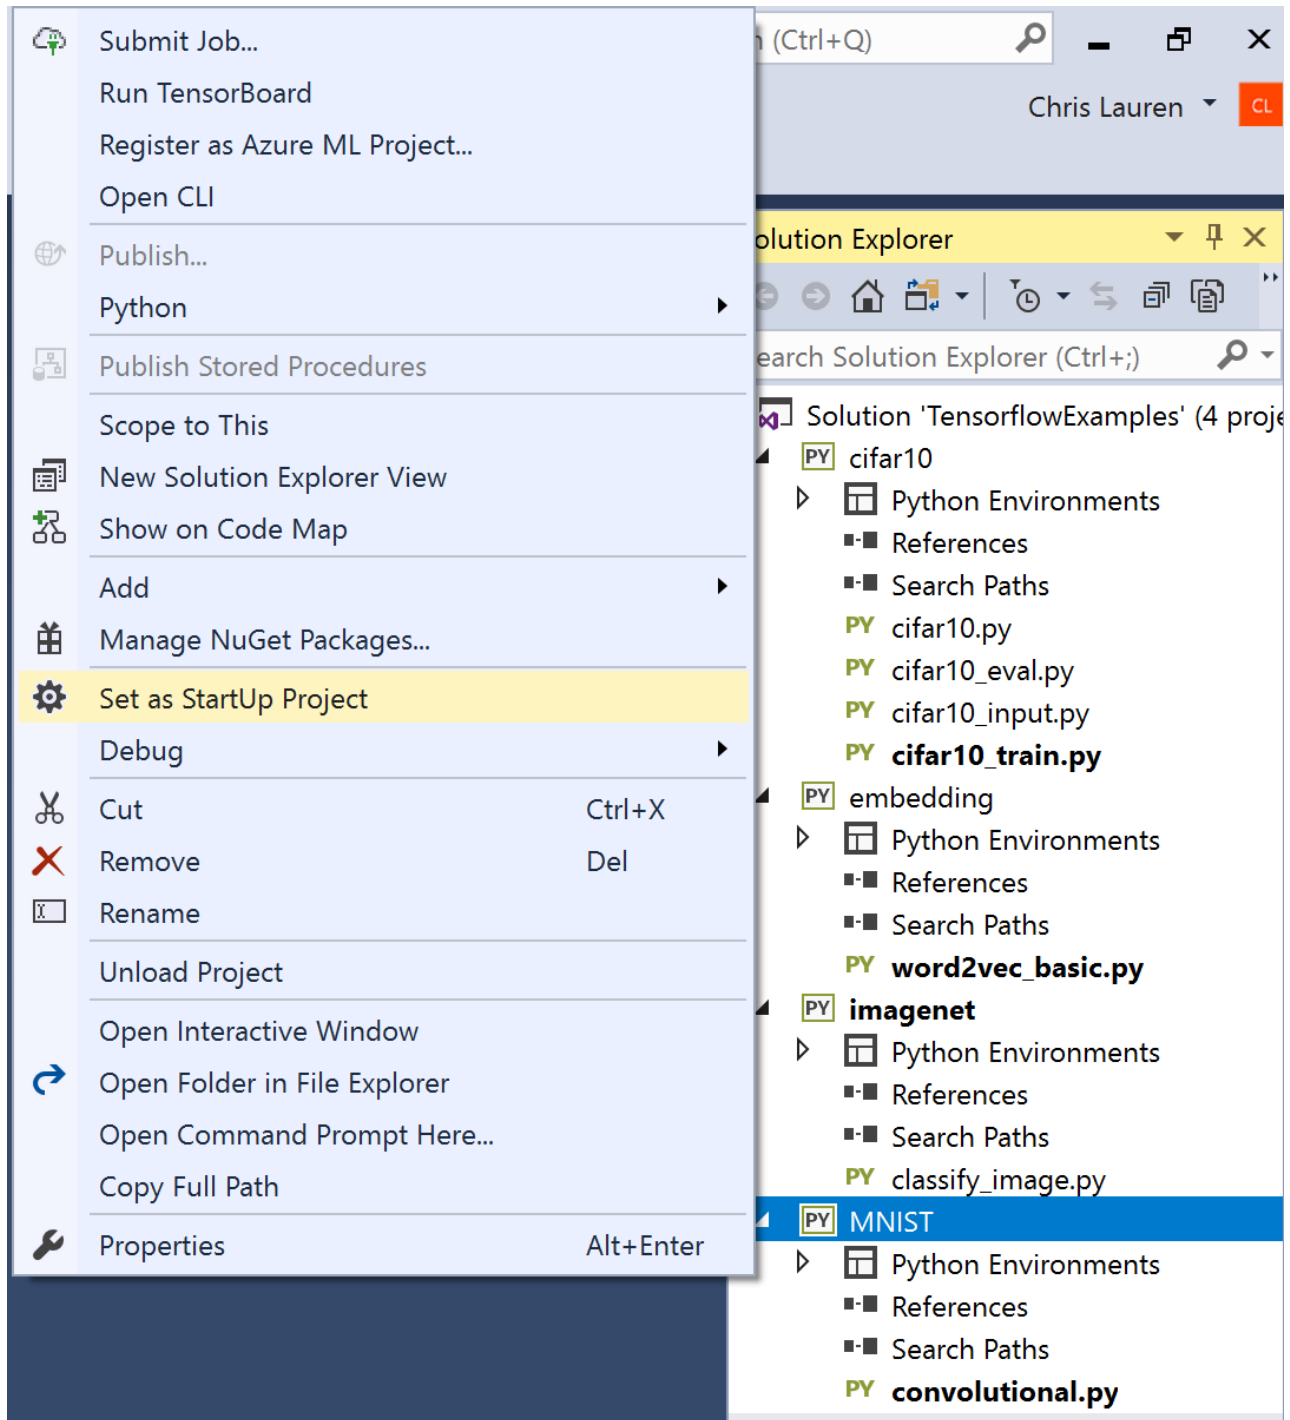 Submit Job...
Run TensorBoard
Register as Azure ML Project...
Open CLI
Publish...
Python
Publish Stored Procedures
Scope to This
New Solution Explorer View
Show on Code Map
Add
Manage NuGet Packages...
Set as StartUp Project
Debug
Cut Ctrl+X
Remove Del
Rename
Unload Project
Open Interactive Window
Open Folder in File Explorer
Open Command Prompt Here...
Copy Full Path
Properties Alt+Enter
(Ctrl+Q)
Chris Lauren CL
olution Explorer
earch Solution Explorer (Ctrl+;)
Solution 'TensorflowExamples' (4 proje
PY cifar10
Python Environments
References
Search Paths
PY cifar10.py
PY cifar10_eval.py
PY cifar10_input.py
PY cifar10_train.py
PY embedding
Python Environments
References
Search Paths
PY word2vec_basic.py
PY imagenet
Python Environments
References
Search Paths
PY classify_image.py
PY MNIST
Python Environments
References
Search Paths
PY convolutional.py